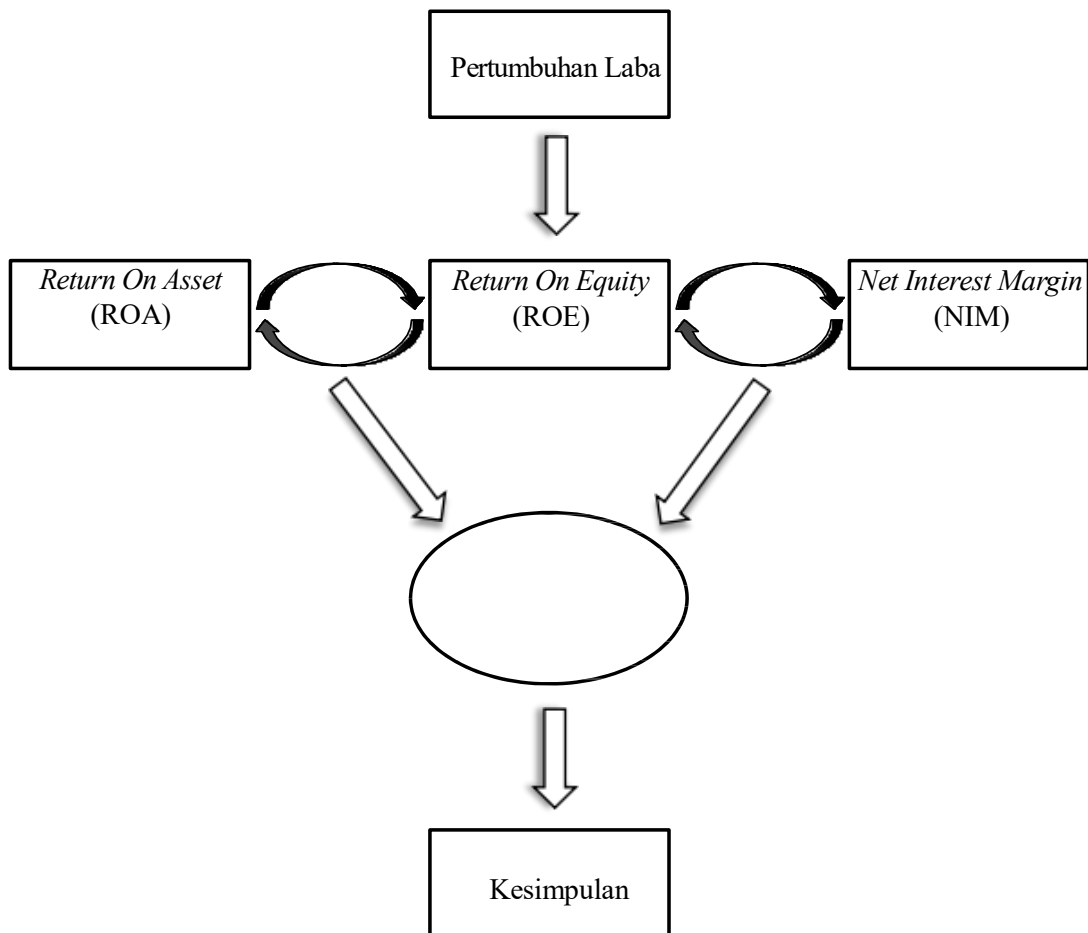 Pertumbuhan Laba
Return On Asset
(ROA)
Return On Equity
(ROE)
Net Interest Margin
(NIM)
Kesimpulan